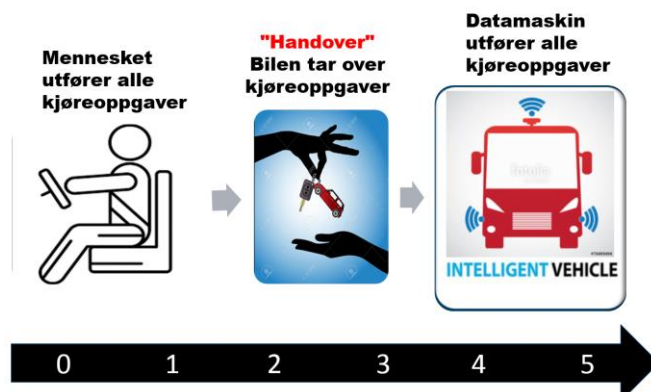 Mennesket
utfører alle
kjøreoppgaver
"Handover"
Bilen tar over
kjøreoppgaver
Datamaskin
utfører alle
kjøreoppgaver
INTELLIGENT VEHICLE
0 1 2 3 4 5